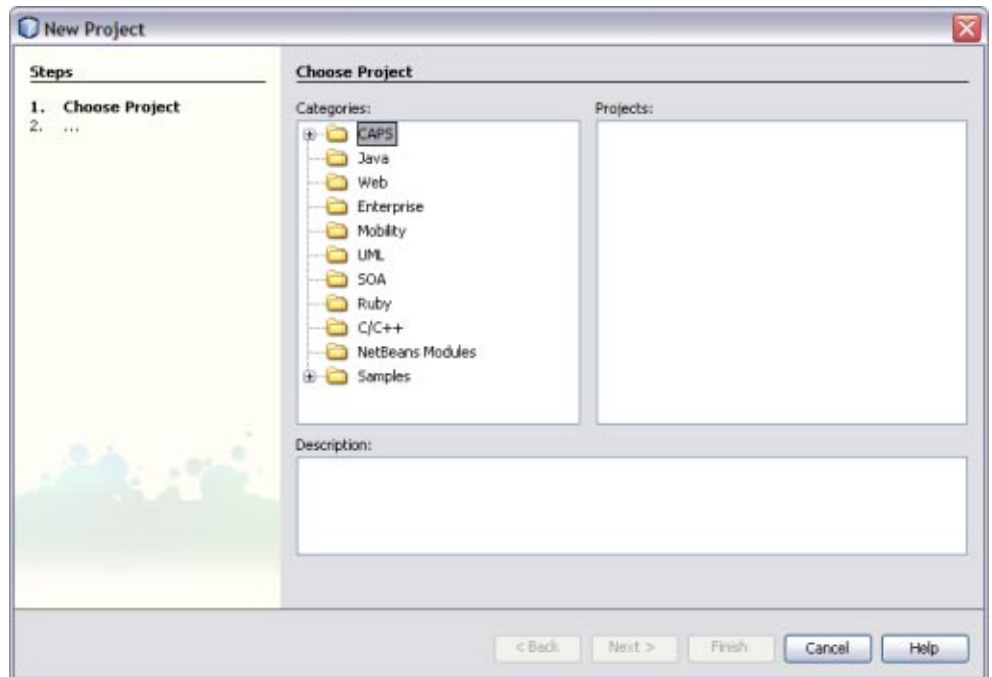 New Project
Steps
1. Choose Project
2. ...
Choose Project
Categories:
CAPS
Java
Web
Enterprise
Mobility
UML
SOA
Ruby
C/C++
NetBeans Modules
Samples
Projects:
Description:
< Back Next > Finish Cancel Help